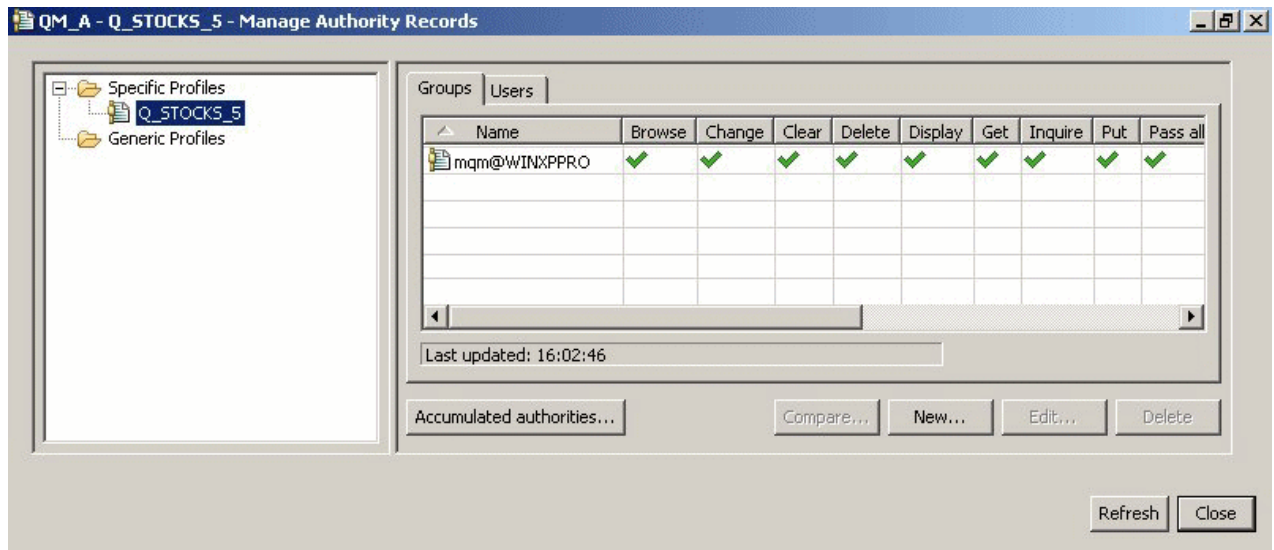 QM_A - Q_STOCKS_5 - Manage Authority Records
Specific Profiles
Q_STOCKS_5
Generic Profiles
Groups Users
Name Browse Change Clear Delete Display Get Inquire Put Pass all
mqm@WINXPPRO
Last updated: 16:02:46
Accumulated authorities... Compare... New... Edit... Delete
Refresh Close